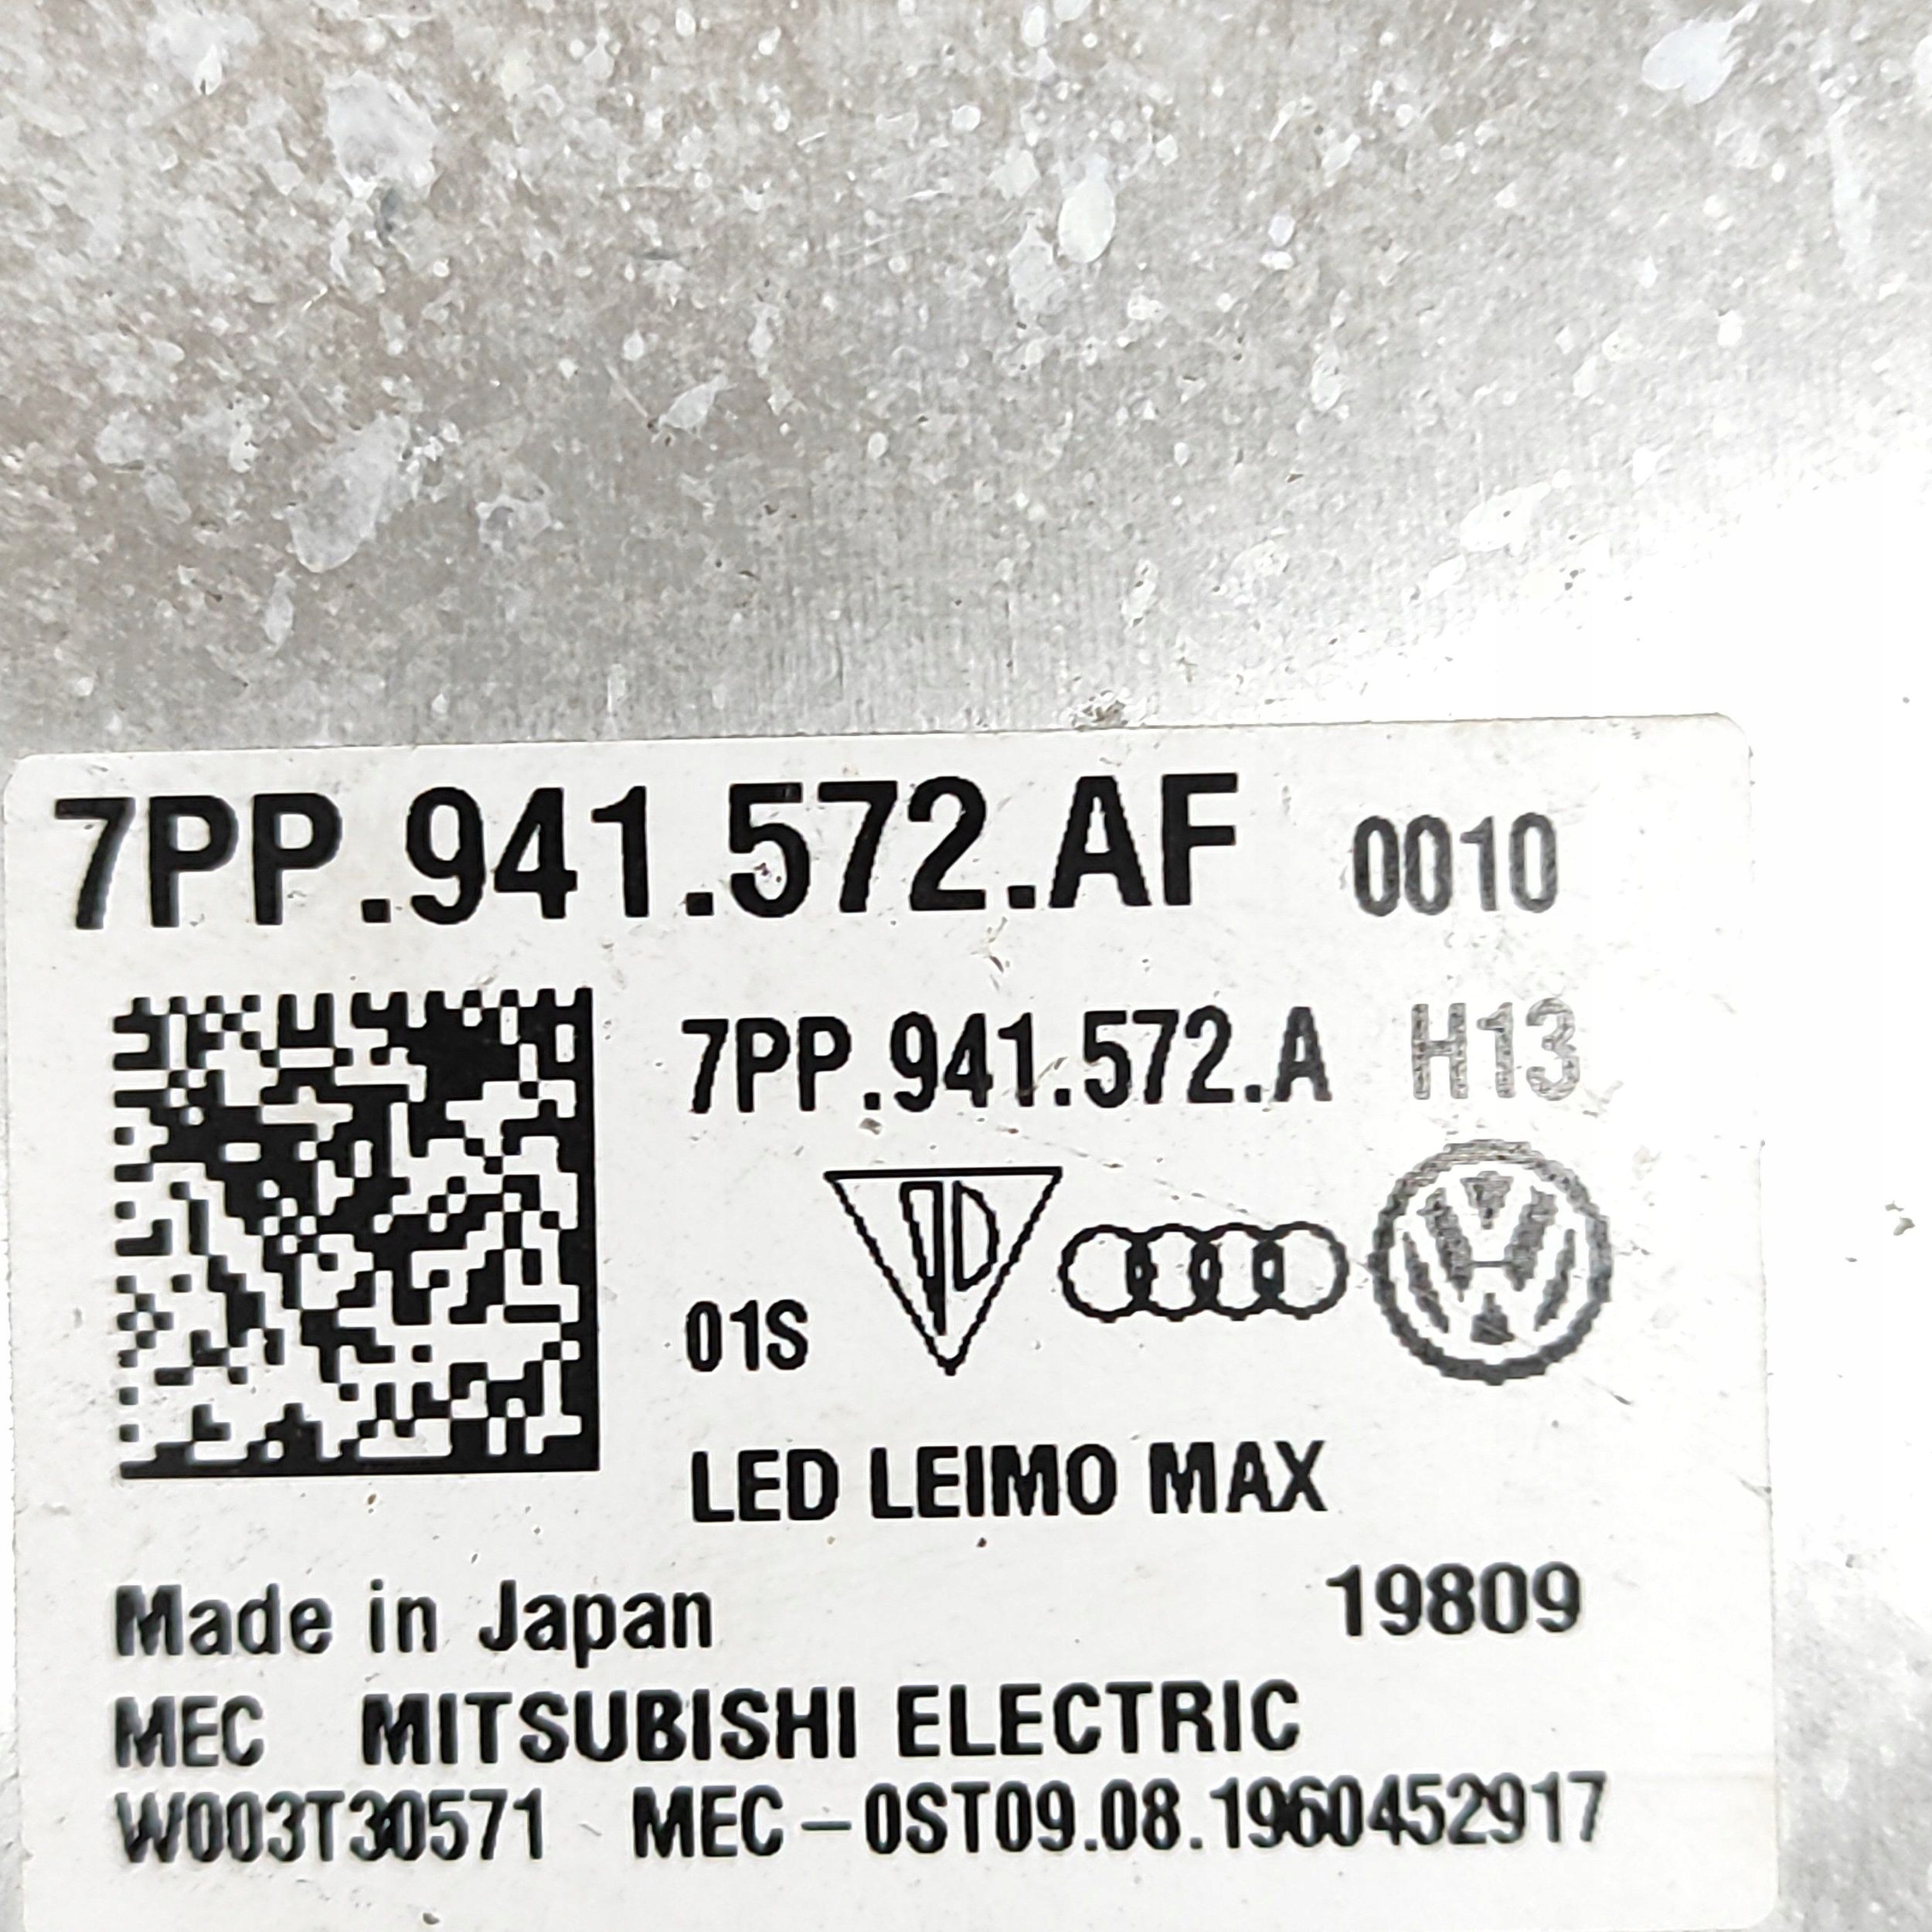 7PP.941.572.AF 0010
7PP.941.572.A H13
01S
LED LEIMO MAX
Made in Japan 19809
MEC MITSUBISHI ELECTRIC
W003T30571 MEC-0ST09.08.1960452917